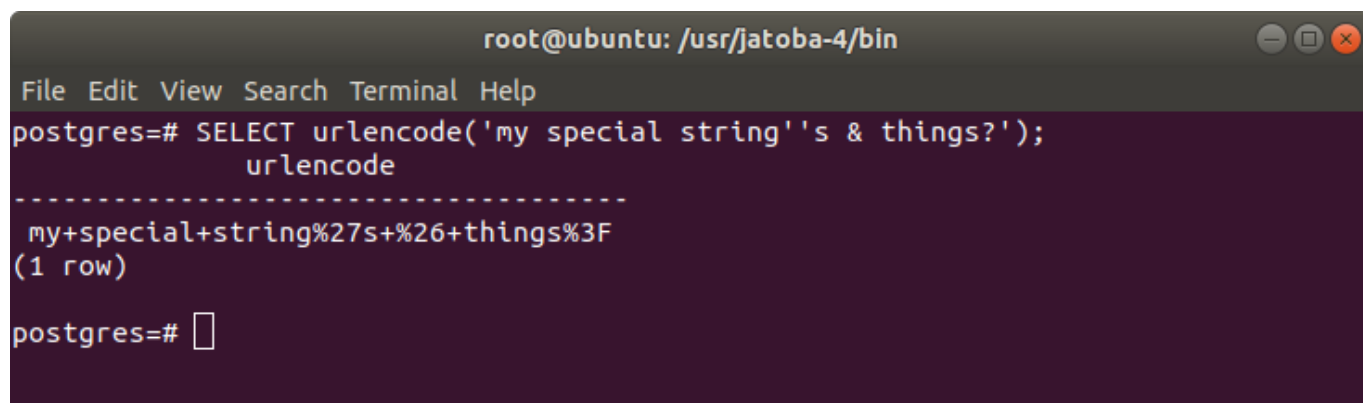 root@ubuntu: /usr/jatoba-4/bin
File Edit View Search Terminal Help
postgres=# SELECT urlencode('my special string''s & things?');
              urlencode
-------------------------------------
 my+special+string%27s+%26+things%3F
(1 row)
postgres=#